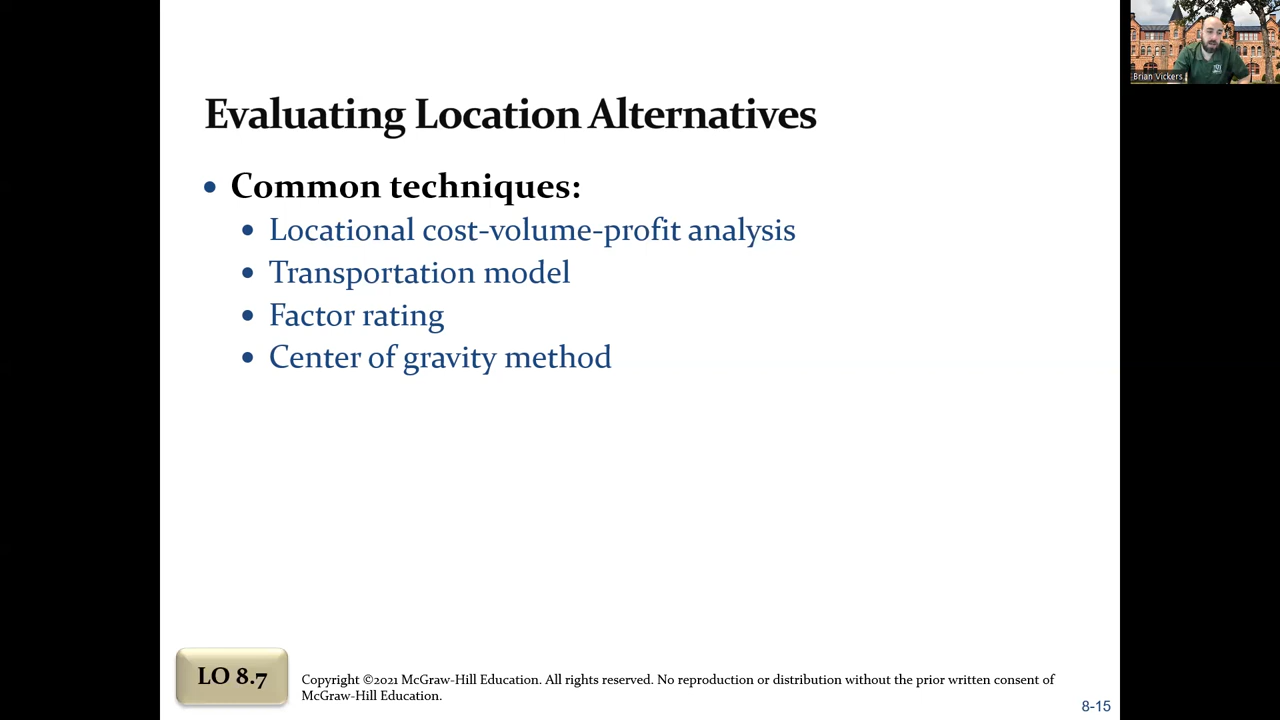 Brian Vickers
Evaluating Location Alternatives
• Common techniques:
• Locational cost-volume-profit analysis
• Transportation model
• Factor rating
• Center of gravity method
LO 8.7
Copyright ©2021 McGraw-Hill Education. All rights reserved. No reproduction or distribution without the prior written consent of
McGraw-Hill Education.
8-15